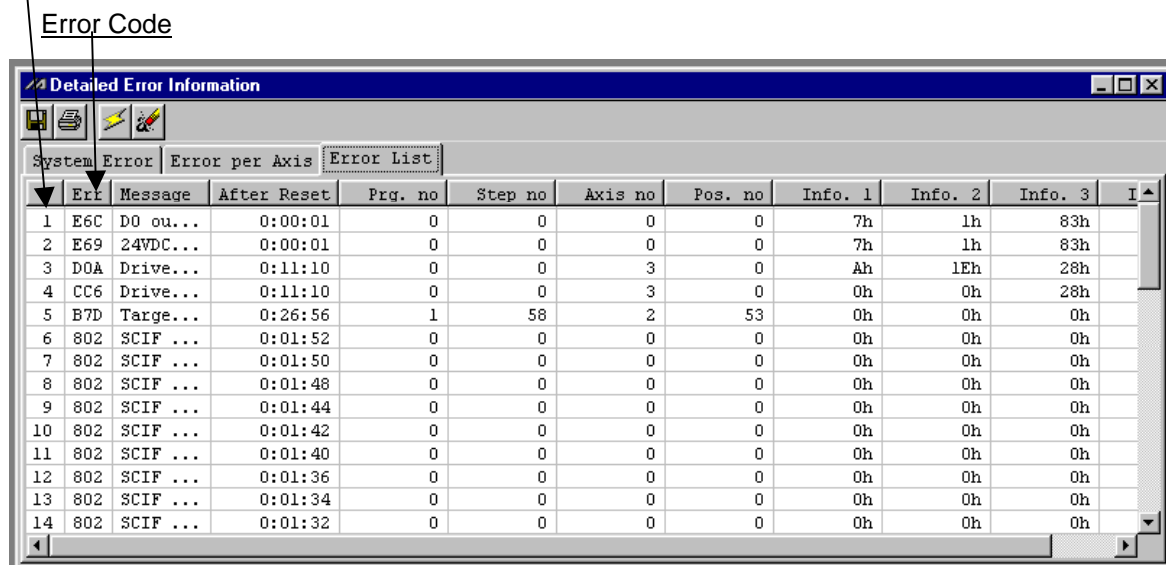 Error Code
Detailed Error Information
System Error Error per Axis Error List
Err Message After Reset Prg. no Step no Axis no Pos. no Info. 1 Info. 2 Info. 3 I
1 E6C D0 ou... 0:00:01 0 0 0 0 7h 1h 83h
2 E69 24VDC... 0:00:01 0 0 0 0 7h 1h 83h
3 D0A Drive... 0:11:10 0 0 3 0 Ah 1Eh 28h
4 CC6 Drive... 0:11:10 0 0 3 0 0h 0h 28h
5 B7D Targe... 0:26:56 1 58 2 53 0h 0h 0h
6 802 SCIF ... 0:01:52 0 0 0 0 0h 0h 0h
7 802 SCIF ... 0:01:50 0 0 0 0 0h 0h 0h
8 802 SCIF ... 0:01:48 0 0 0 0 0h 0h 0h
9 802 SCIF ... 0:01:44 0 0 0 0 0h 0h 0h
10 802 SCIF ... 0:01:42 0 0 0 0 0h 0h 0h
11 802 SCIF ... 0:01:40 0 0 0 0 0h 0h 0h
12 802 SCIF ... 0:01:36 0 0 0 0 0h 0h 0h
13 802 SCIF ... 0:01:34 0 0 0 0 0h 0h 0h
14 802 SCIF ... 0:01:32 0 0 0 0 0h 0h 0h